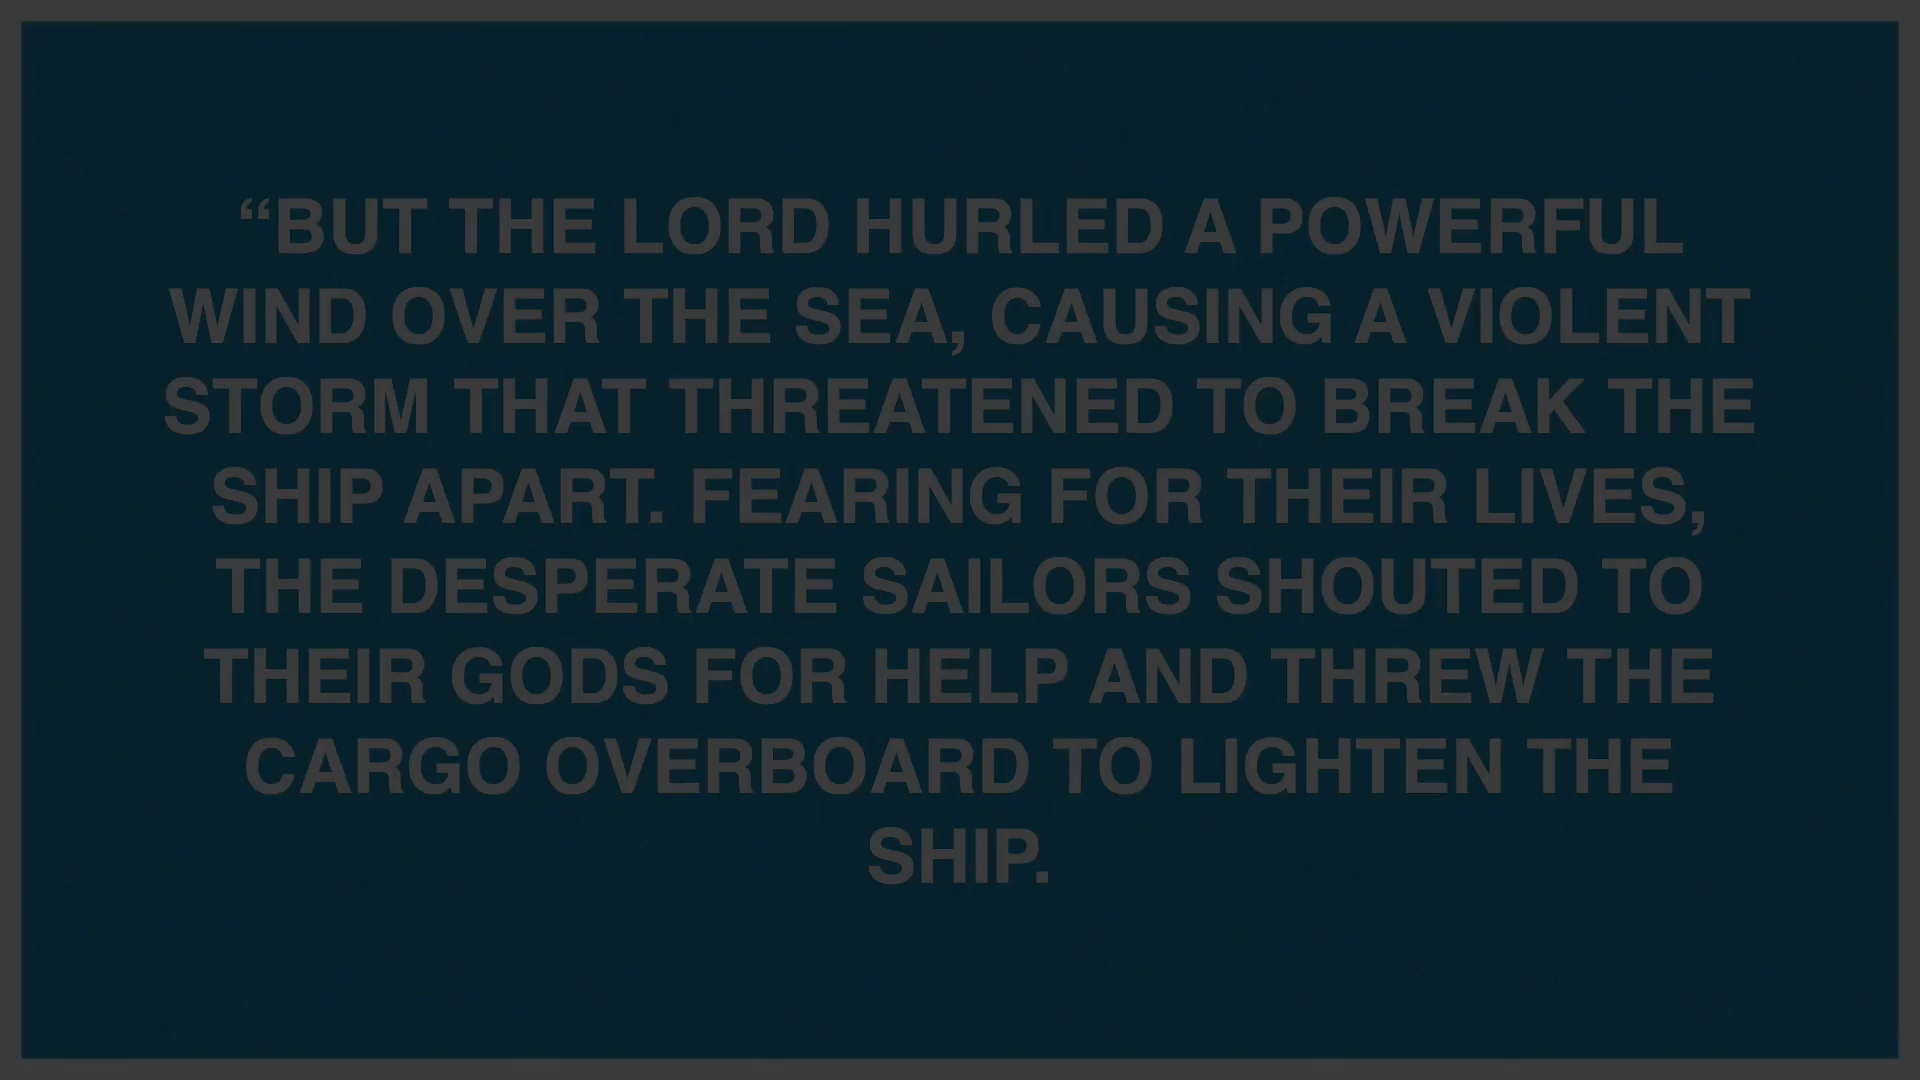 “BUT THE LORD HURLED A POWERFUL
WIND OVER THE SEA, CAUSING A VIOLENT
STORM THAT THREATENED TO BREAK THE
SHIP APART. FEARING FOR THEIR LIVES,
THE DESPERATE SAILORS SHOUTED TO
THEIR GODS FOR HELP AND THREW THE
CARGO OVERBOARD TO LIGHTEN THE
SHIP.